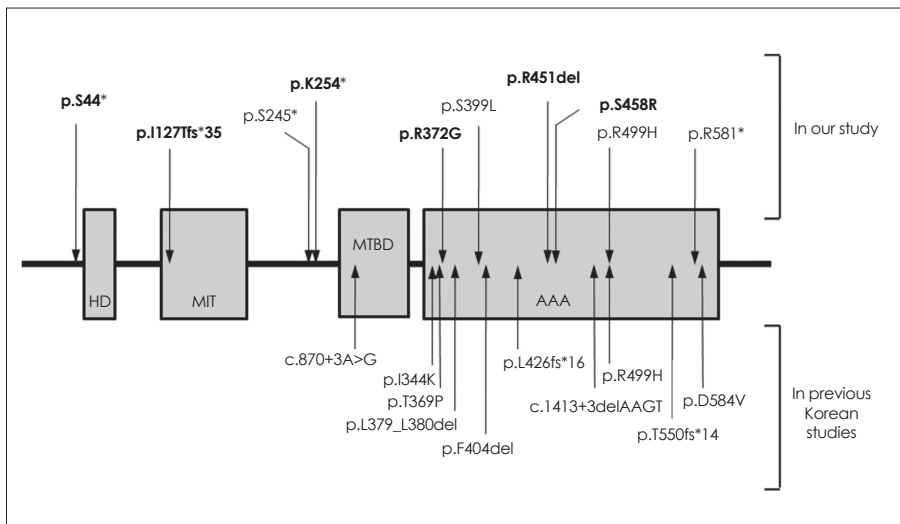 p.S44*
p.I127Tfs*35
p.S245*
p.K254*
p.R372G
p.S399L
p.R451del
p.S458R
p.R499H
p.R581*
In our study
HD
MIT
MTBD
AAA
c.870+3A>G
p.I344K
p.T369P
p.L379_L380del
p.F404del
p.L426fs*16
c.1413+3delAAGT
p.R499H
p.T550fs*14
p.D584V
In previous
Korean
studies